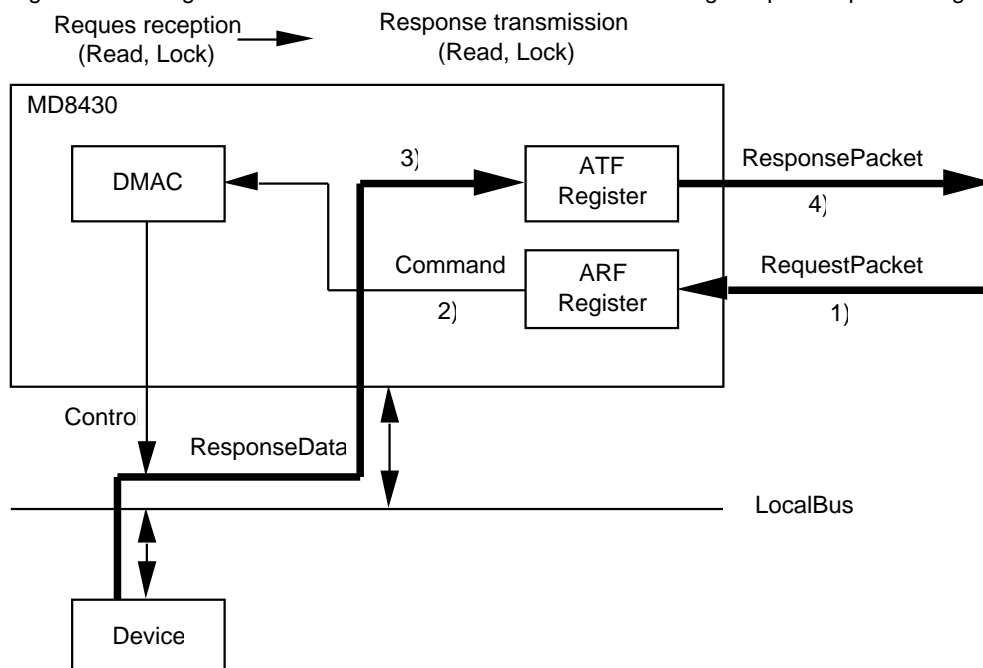 Reques reception
(Read, Lock)
Response transmission
(Read, Lock)
MD8430
DMAC
3)
ATF
Register
ResponsePacket
4)
Command
2)
ARF
Register
RequestPacket
1)
Control
ResponseData
LocalBus
Device